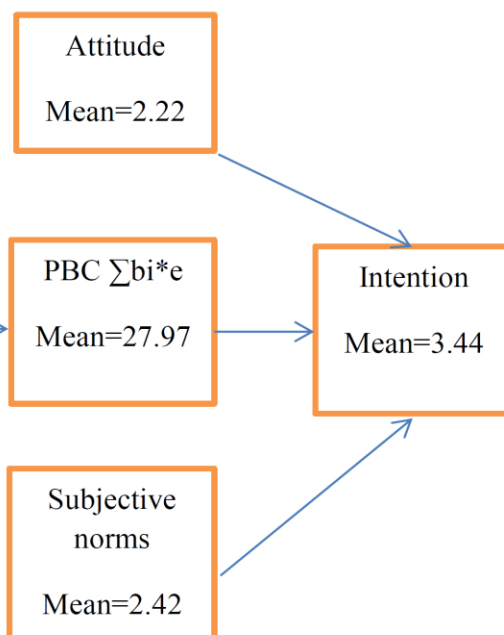 Attitude
Mean=2.22
PBC ∑bi*e
Mean=27.97
Intention
Mean=3.44
Subjective
norms
Mean=2.42